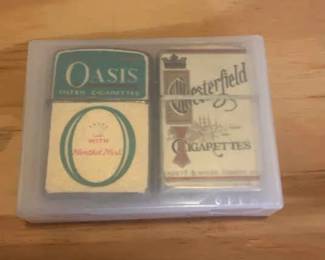 OASIS
FILTER CIGARETTES
WITH
Menthol-Mist
Chesterfield
CIGARETTES